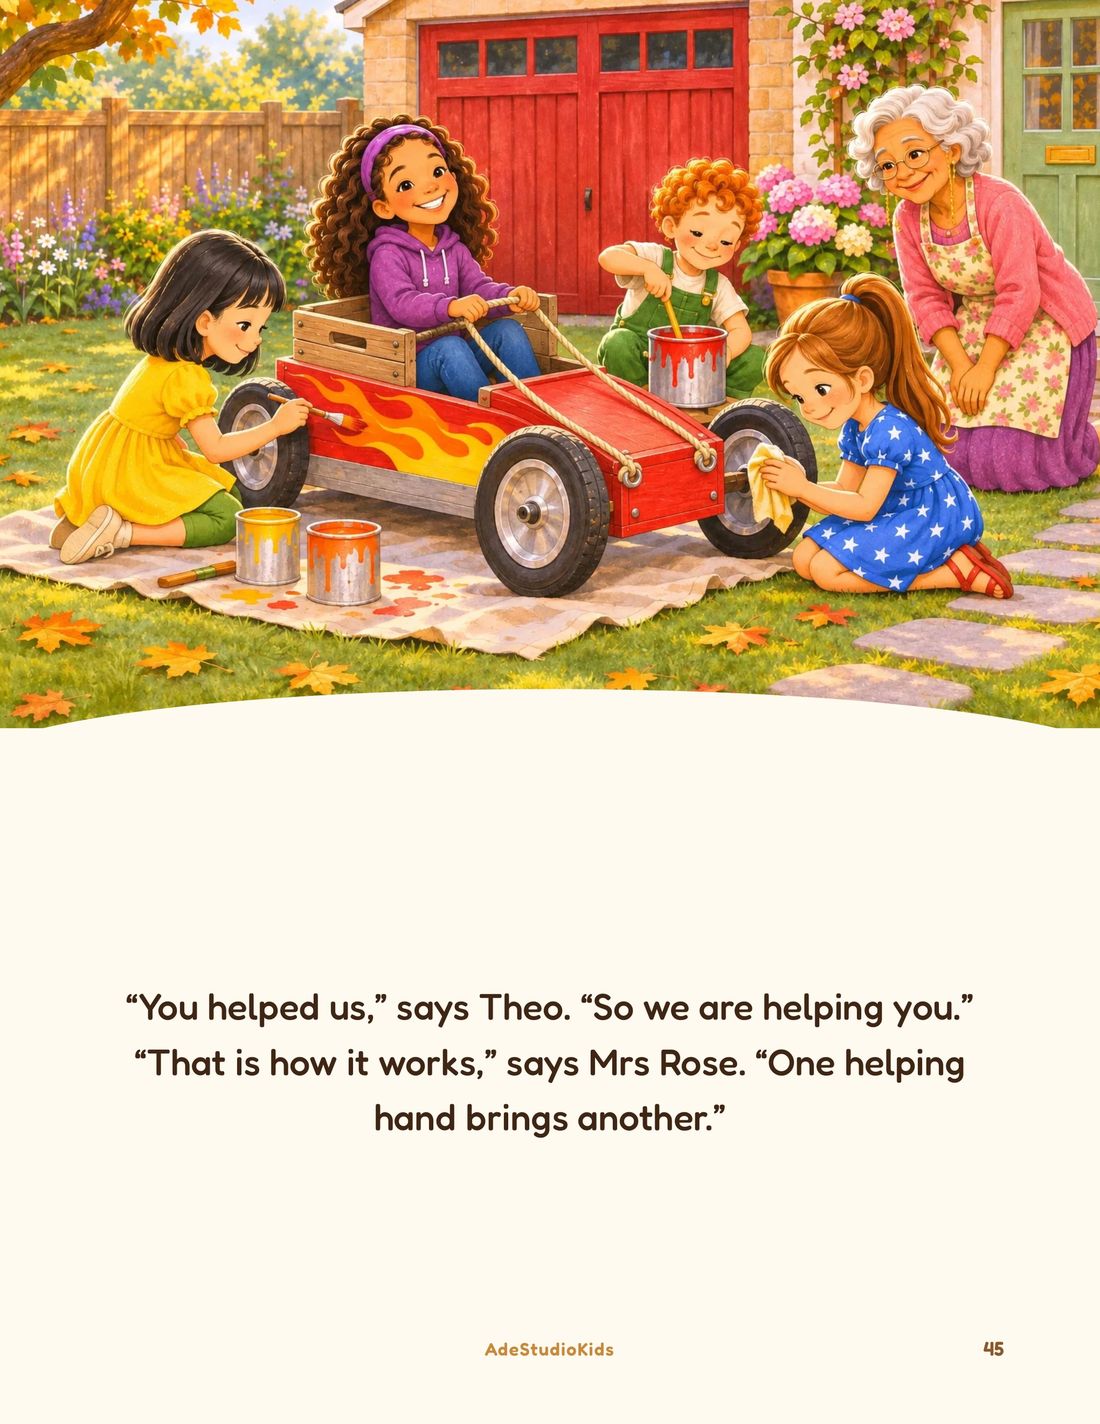 “You helped us,” says Theo. “So we are helping you.”
“That is how it works,” says Mrs Rose. “One helping
hand brings another.”
AdeStudioKids
45